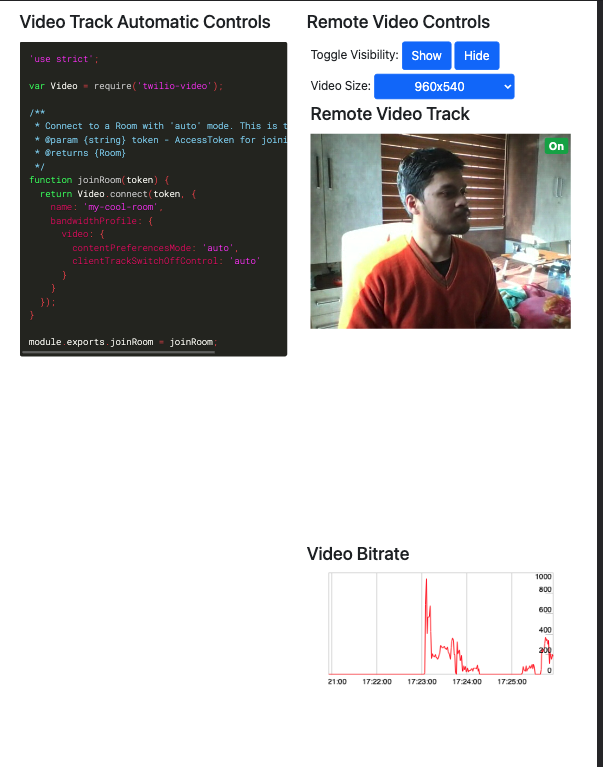 Video Track Automatic Controls
'use strict';
var Video = require('twilio-video');
/**
* Connect to a Room with 'auto' mode. This is t
* @param {string} token - AccessToken for joini
* @returns {Room}
*/
function joinRoom(token) {
return Video.connect(token, {
name: 'my-cool-room',
bandwidthProfile: {
video: {
contentPreferencesMode: 'auto',
clientTrackSwitchOffControl: 'auto'
}
}
});
}
module.exports.joinRoom = joinRoom;
Remote Video Controls
Toggle Visibility: Show Hide
Video Size: 960x540
Remote Video Track
On
Video Bitrate
1000
800
600
400
200
0
21:00 17:22:00 17:23:00 17:24:00 17:25:00